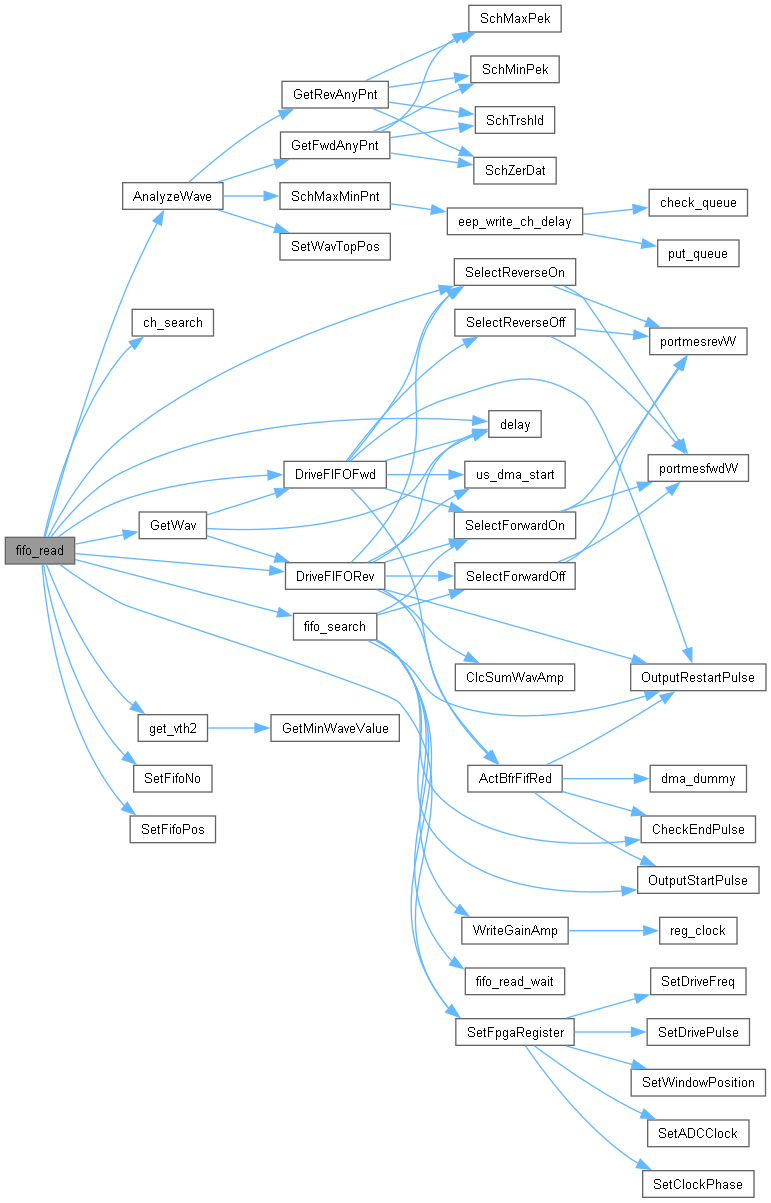 SchMaxPek
SchMinPek
GetRevAnyPnt
SchTrshld
GetFwdAnyPnt
SchZerDat
AnalyzeWave
SchMaxMinPnt
check_queue
eep_write_ch_delay
SetWavTopPos
put_queue
SelectReverseOn
ch_search
SelectReverseOff
portmesrevW
delay
DriveFIFOFwd
us_dma_start
portmesfwdW
GetWav
SelectForwardOn
fifo_read
DriveFIFORev
SelectForwardOff
fifo_search
ClcSumWavAmp
OutputRestartPulse
get_vth2
GetMinWaveValue
SetFifoNo
ActBfrFifRed
dma_dummy
SetFifoPos
CheckEndPulse
OutputStartPulse
WriteGainAmp
reg_clock
fifo_read_wait
SetDriveFreq
SetFpgaRegister
SetDrivePulse
SetWindowPosition
SetADCClock
SetClockPhase